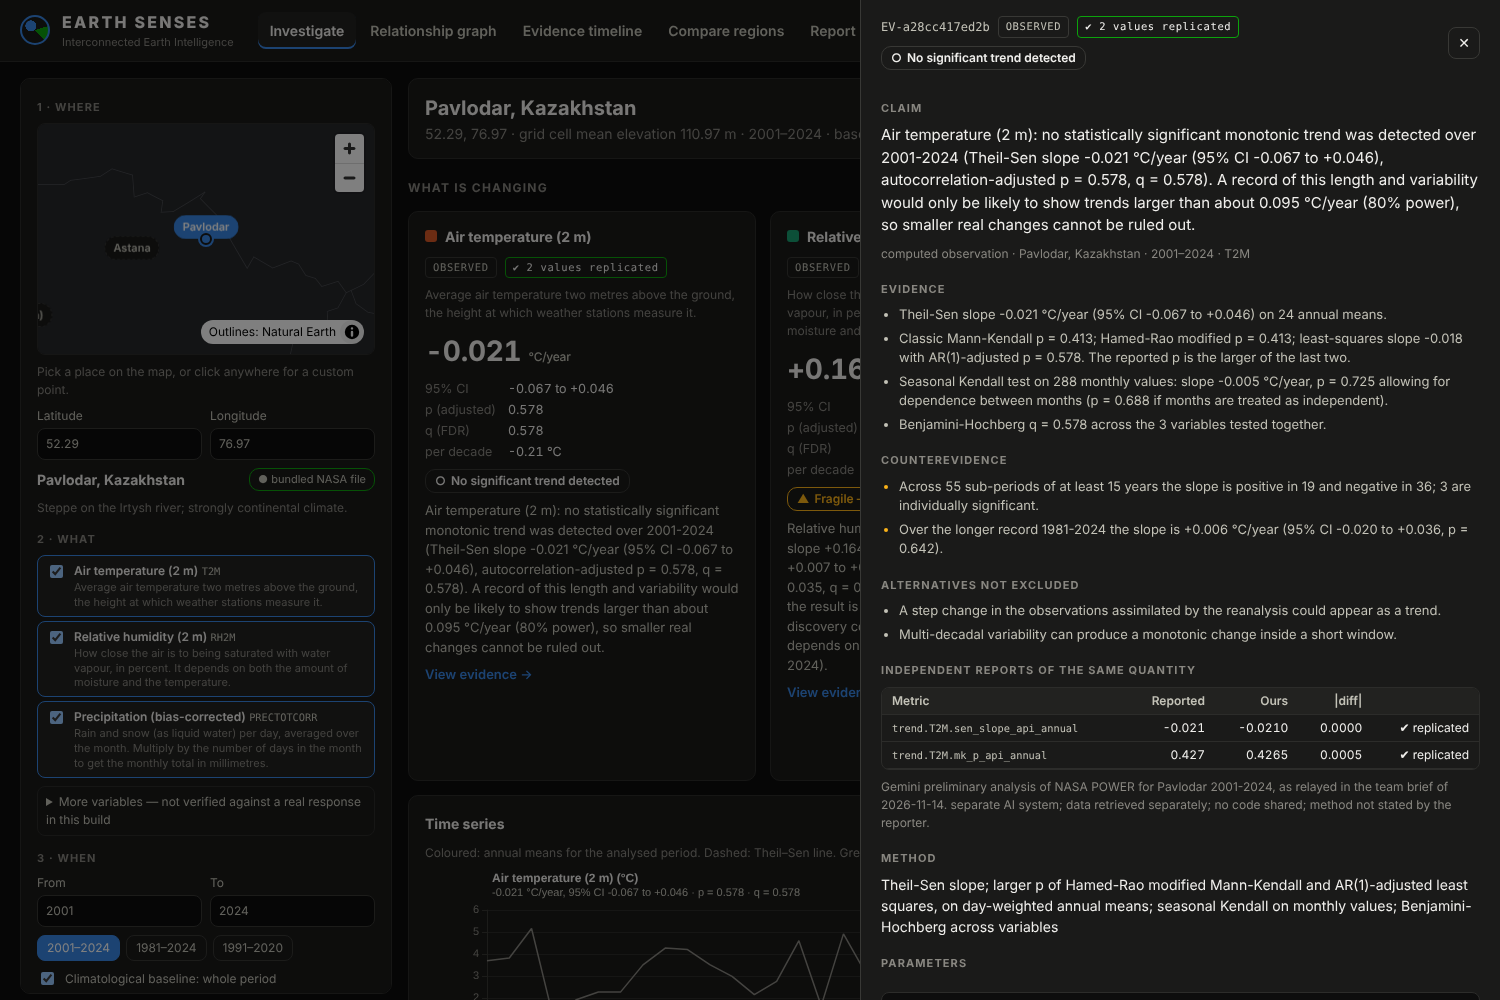 EARTH SENSES
Interconnected Earth Intelligence
Investigate
Relationship graph
Evidence timeline
Compare regions
Report
1 · WHERE
Pavlodar
Astana
+
−
Outlines: Natural Earth
Pick a place on the map, or click anywhere for a custom
point.
Latitude
Longitude
52.29
76.97
Pavlodar, Kazakhstan
bundled NASA file
Steppe on the Irtysh river; strongly continental climate.
2 · WHAT
Air temperature (2 m) T2M
Average air temperature two metres above the ground,
the height at which weather stations measure it.
Relative humidity (2 m) RH2M
How close the air is to being saturated with water
vapour, in percent. It depends on both the amount of
moisture and the temperature.
Precipitation (bias-corrected) PRECTOTCORR
Rain and snow (as liquid water) per day, averaged over
the month. Multiply by the number of days in the month
to get the monthly total in millimetres.
▶ More variables — not verified against a real response
in this build
3 · WHEN
From
To
2001
2024
2001–2024
1981–2024
1991–2020
Climatological baseline: whole period
Pavlodar, Kazakhstan
52.29, 76.97 · grid cell mean elevation 110.97 m · 2001–2024 ·
WHAT IS CHANGING
Air temperature (2 m)
OBSERVED
✔ 2 values replicated
Average air temperature two metres above the ground,
the height at which weather stations measure it.
-0.021 °C/year
95% CI -0.067 to +0.046
p (adjusted) 0.578
q (FDR) 0.578
per decade -0.21 °C
No significant trend detected
Air temperature (2 m): no statistically significant
monotonic trend was detected over 2001-2024
(Theil-Sen slope -0.021 °C/year (95% CI -0.067 to
+0.046), autocorrelation-adjusted p = 0.578, q =
0.578). A record of this length and variability would
only be likely to show trends larger than about
0.095 °C/year (80% power), so smaller real
changes cannot be ruled out.
View evidence →
Relative
OBSERVED
How close th
vapour, in pe
moisture and
+0.16
95% CI
p (adjusted)
q (FDR)
per decade
▲ Fragile -
Relative hum
slope +0.164
+0.007 to +0
0.035, q = 0
the result is
discovery co
depends on
2024).
View eviden
Time series
Coloured: annual means for the analysed period. Dashed: Theil–Sen line. Gre
Air temperature (2 m) (°C)
-0.021 °C/year, 95% CI -0.067 to +0.046 · p = 0.578 · q = 0.578
6
5
4
3
2
EV-a28cc417ed2b
OBSERVED
✔ 2 values replicated
No significant trend detected
✕
CLAIM
Air temperature (2 m): no statistically significant monotonic trend was detected over
2001-2024 (Theil-Sen slope -0.021 °C/year (95% CI -0.067 to +0.046),
autocorrelation-adjusted p = 0.578, q = 0.578). A record of this length and variability
would only be likely to show trends larger than about 0.095 °C/year (80% power),
so smaller real changes cannot be ruled out.
computed observation · Pavlodar, Kazakhstan · 2001–2024 · T2M
EVIDENCE
• Theil-Sen slope -0.021 °C/year (95% CI -0.067 to +0.046) on 24 annual means.
• Classic Mann-Kendall p = 0.413; Hamed-Rao modified p = 0.413; least-squares slope -0.018
with AR(1)-adjusted p = 0.578. The reported p is the larger of the last two.
• Seasonal Kendall test on 288 monthly values: slope -0.005 °C/year, p = 0.725 allowing for
dependence between months (p = 0.688 if months are treated as independent).
• Benjamini-Hochberg q = 0.578 across the 3 variables tested together.
COUNTEREVIDENCE
• Across 55 sub-periods of at least 15 years the slope is positive in 19 and negative in 36; 3 are
individually significant.
• Over the longer record 1981-2024 the slope is +0.006 °C/year (95% CI -0.020 to +0.036, p =
0.642).
ALTERNATIVES NOT EXCLUDED
• A step change in the observations assimilated by the reanalysis could appear as a trend.
• Multi-decadal variability can produce a monotonic change inside a short window.
INDEPENDENT REPORTS OF THE SAME QUANTITY
Metric Reported Ours |diff|
trend.T2M.sen_slope_api_annual -0.021 -0.0210 0.0000 ✔ replicated
trend.T2M.mk_p_api_annual 0.427 0.4265 0.0005 ✔ replicated
Gemini preliminary analysis of NASA POWER for Pavlodar 2001-2024, as relayed in the team brief of
2026-11-14. separate AI system; data retrieved separately; no code shared; method not stated by the
reporter.
METHOD
Theil-Sen slope; larger p of Hamed-Rao modified Mann-Kendall and AR(1)-adjusted least
squares, on day-weighted annual means; seasonal Kendall on monthly values; Benjamini-
Hochberg across variables
PARAMETERS